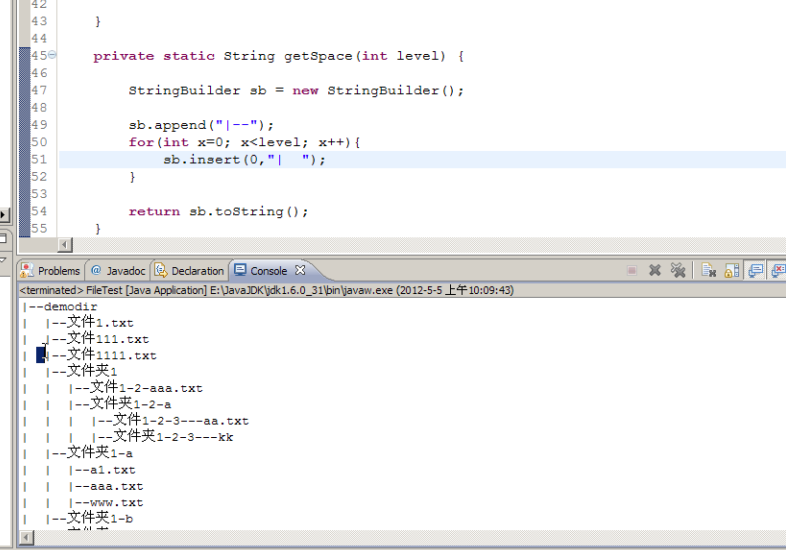 42
43 }
44
45 private static String getSpace(int level) {
46
47 StringBuilder sb = new StringBuilder();
48
49 sb.append("|--");
50 for(int x=0; x<level; x++){
51 sb.insert(0,"|  ");
52 }
53
54 return sb.toString();
55 }
Problems @ Javadoc Declaration Console
<terminated> FileTest [Java Application] E:\JavaJDK\jdk1.6.0_31\bin\javaw.exe (2012-5-5 上午10:09:43)
|--demodir
|  |--文件1.txt
|  |--文件111.txt
|  |--文件1111.txt
|  |--文件夹1
|  |  |--文件1-2-aaa.txt
|  |  |--文件夹1-2-a
|  |  |  |--文件1-2-3---aa.txt
|  |  |  |--文件夹1-2-3---kk
|  |--文件夹1-a
|  |  |--a1.txt
|  |  |--aaa.txt
|  |  |--www.txt
|  |--文件夹1-b